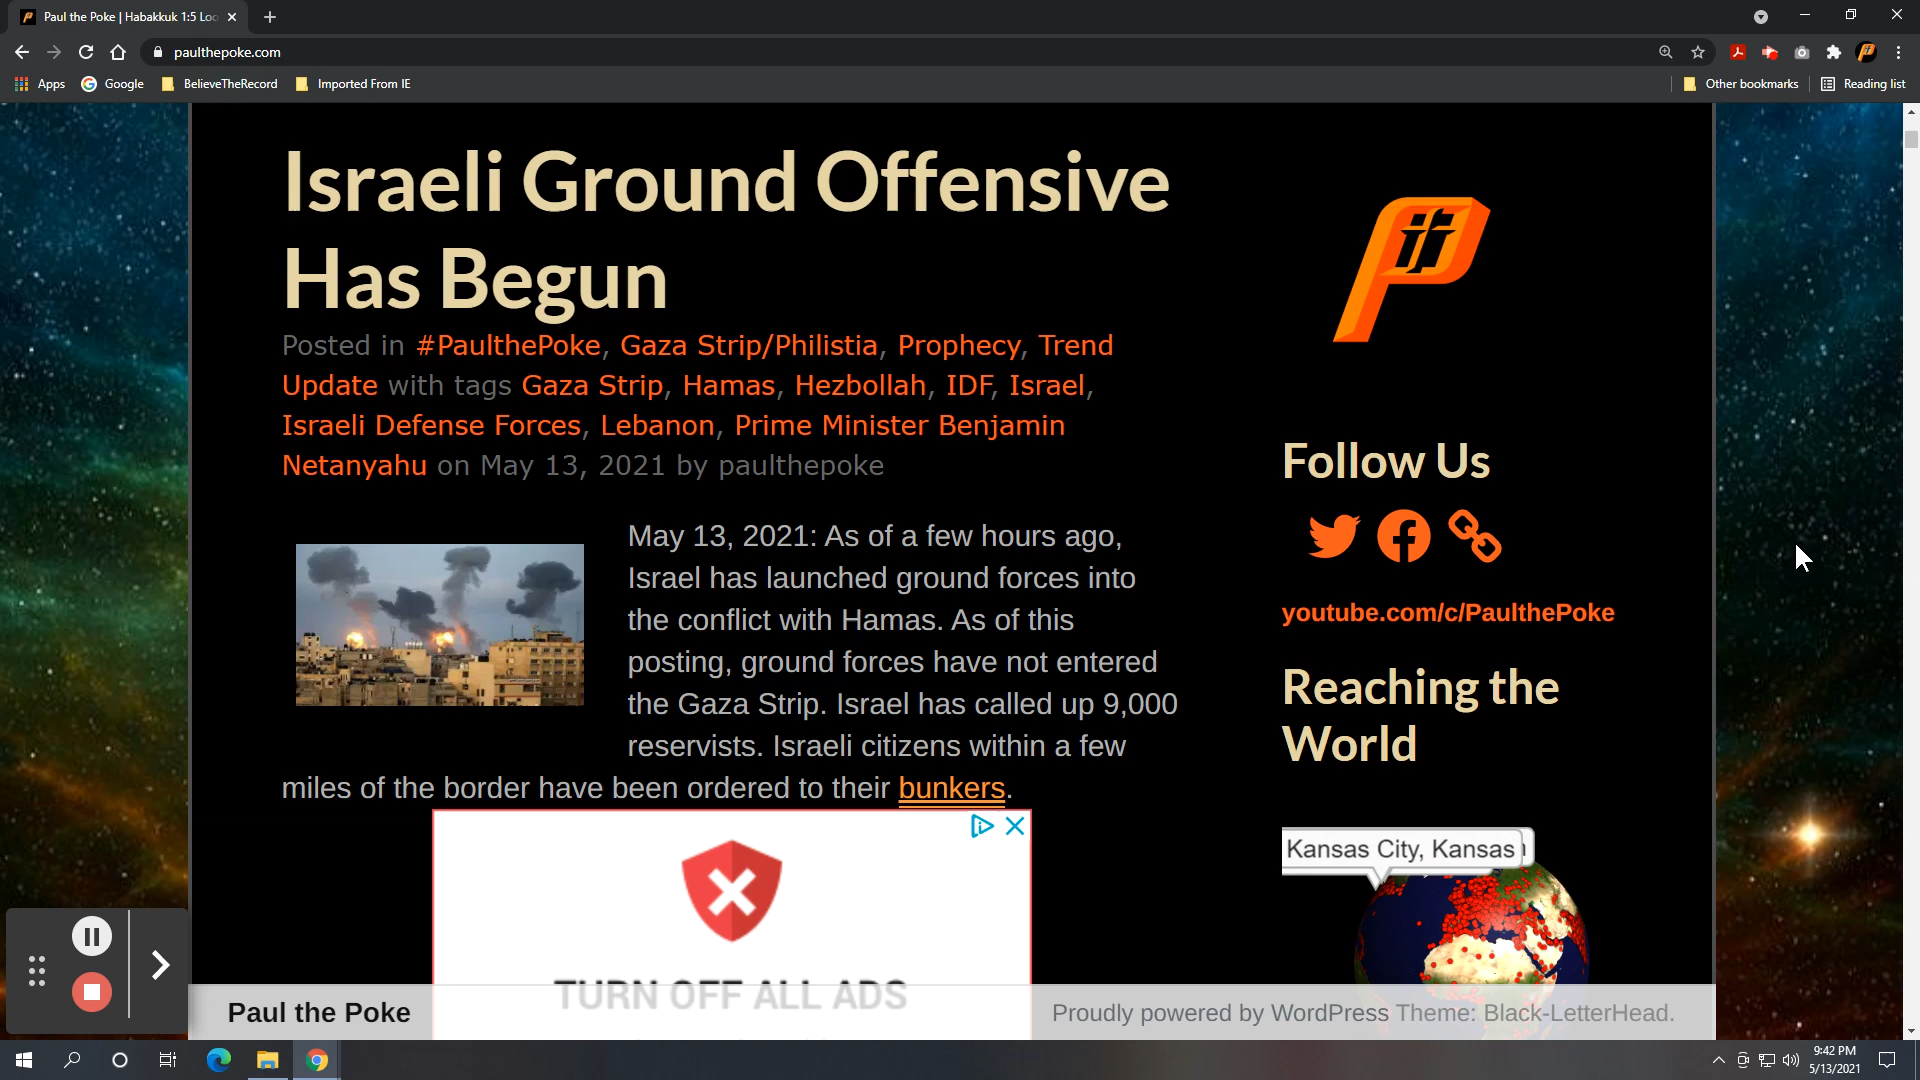 Paul the Poke | Habakkuk 1:5 Loo
paulthepoke.com
Apps
Google
BelieveTheRecord
Imported From IE
Other bookmarks
Reading list
Israeli Ground Offensive
Has Begun
Posted in #PaulthePoke, Gaza Strip/Philistia, Prophecy, Trend
Update with tags Gaza Strip, Hamas, Hezbollah, IDF, Israel,
Israeli Defense Forces, Lebanon, Prime Minister Benjamin
Netanyahu on May 13, 2021 by paulthepoke
May 13, 2021: As of a few hours ago,
Israel has launched ground forces into
the conflict with Hamas. As of this
posting, ground forces have not entered
the Gaza Strip. Israel has called up 9,000
reservists. Israeli citizens within a few
miles of the border have been ordered to their bunkers.
TURN OFF ALL ADS
Follow Us
youtube.com/c/PaulthePoke
Reaching the
World
Kansas City, Kansas
Paul the Poke
Proudly powered by WordPress Theme: Black-LetterHead.
9:42 PM
5/13/2021